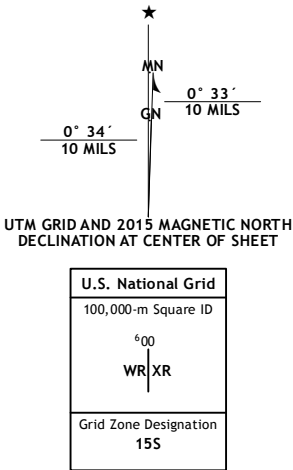 ★
MN
0° 33´
10 MILS
GN
0° 34´
10 MILS
UTM GRID AND 2015 MAGNETIC NORTH
DECLINATION AT CENTER OF SHEET
U.S. National Grid
100,000-m Square ID
⁶00
WR XR
Grid Zone Designation
15S